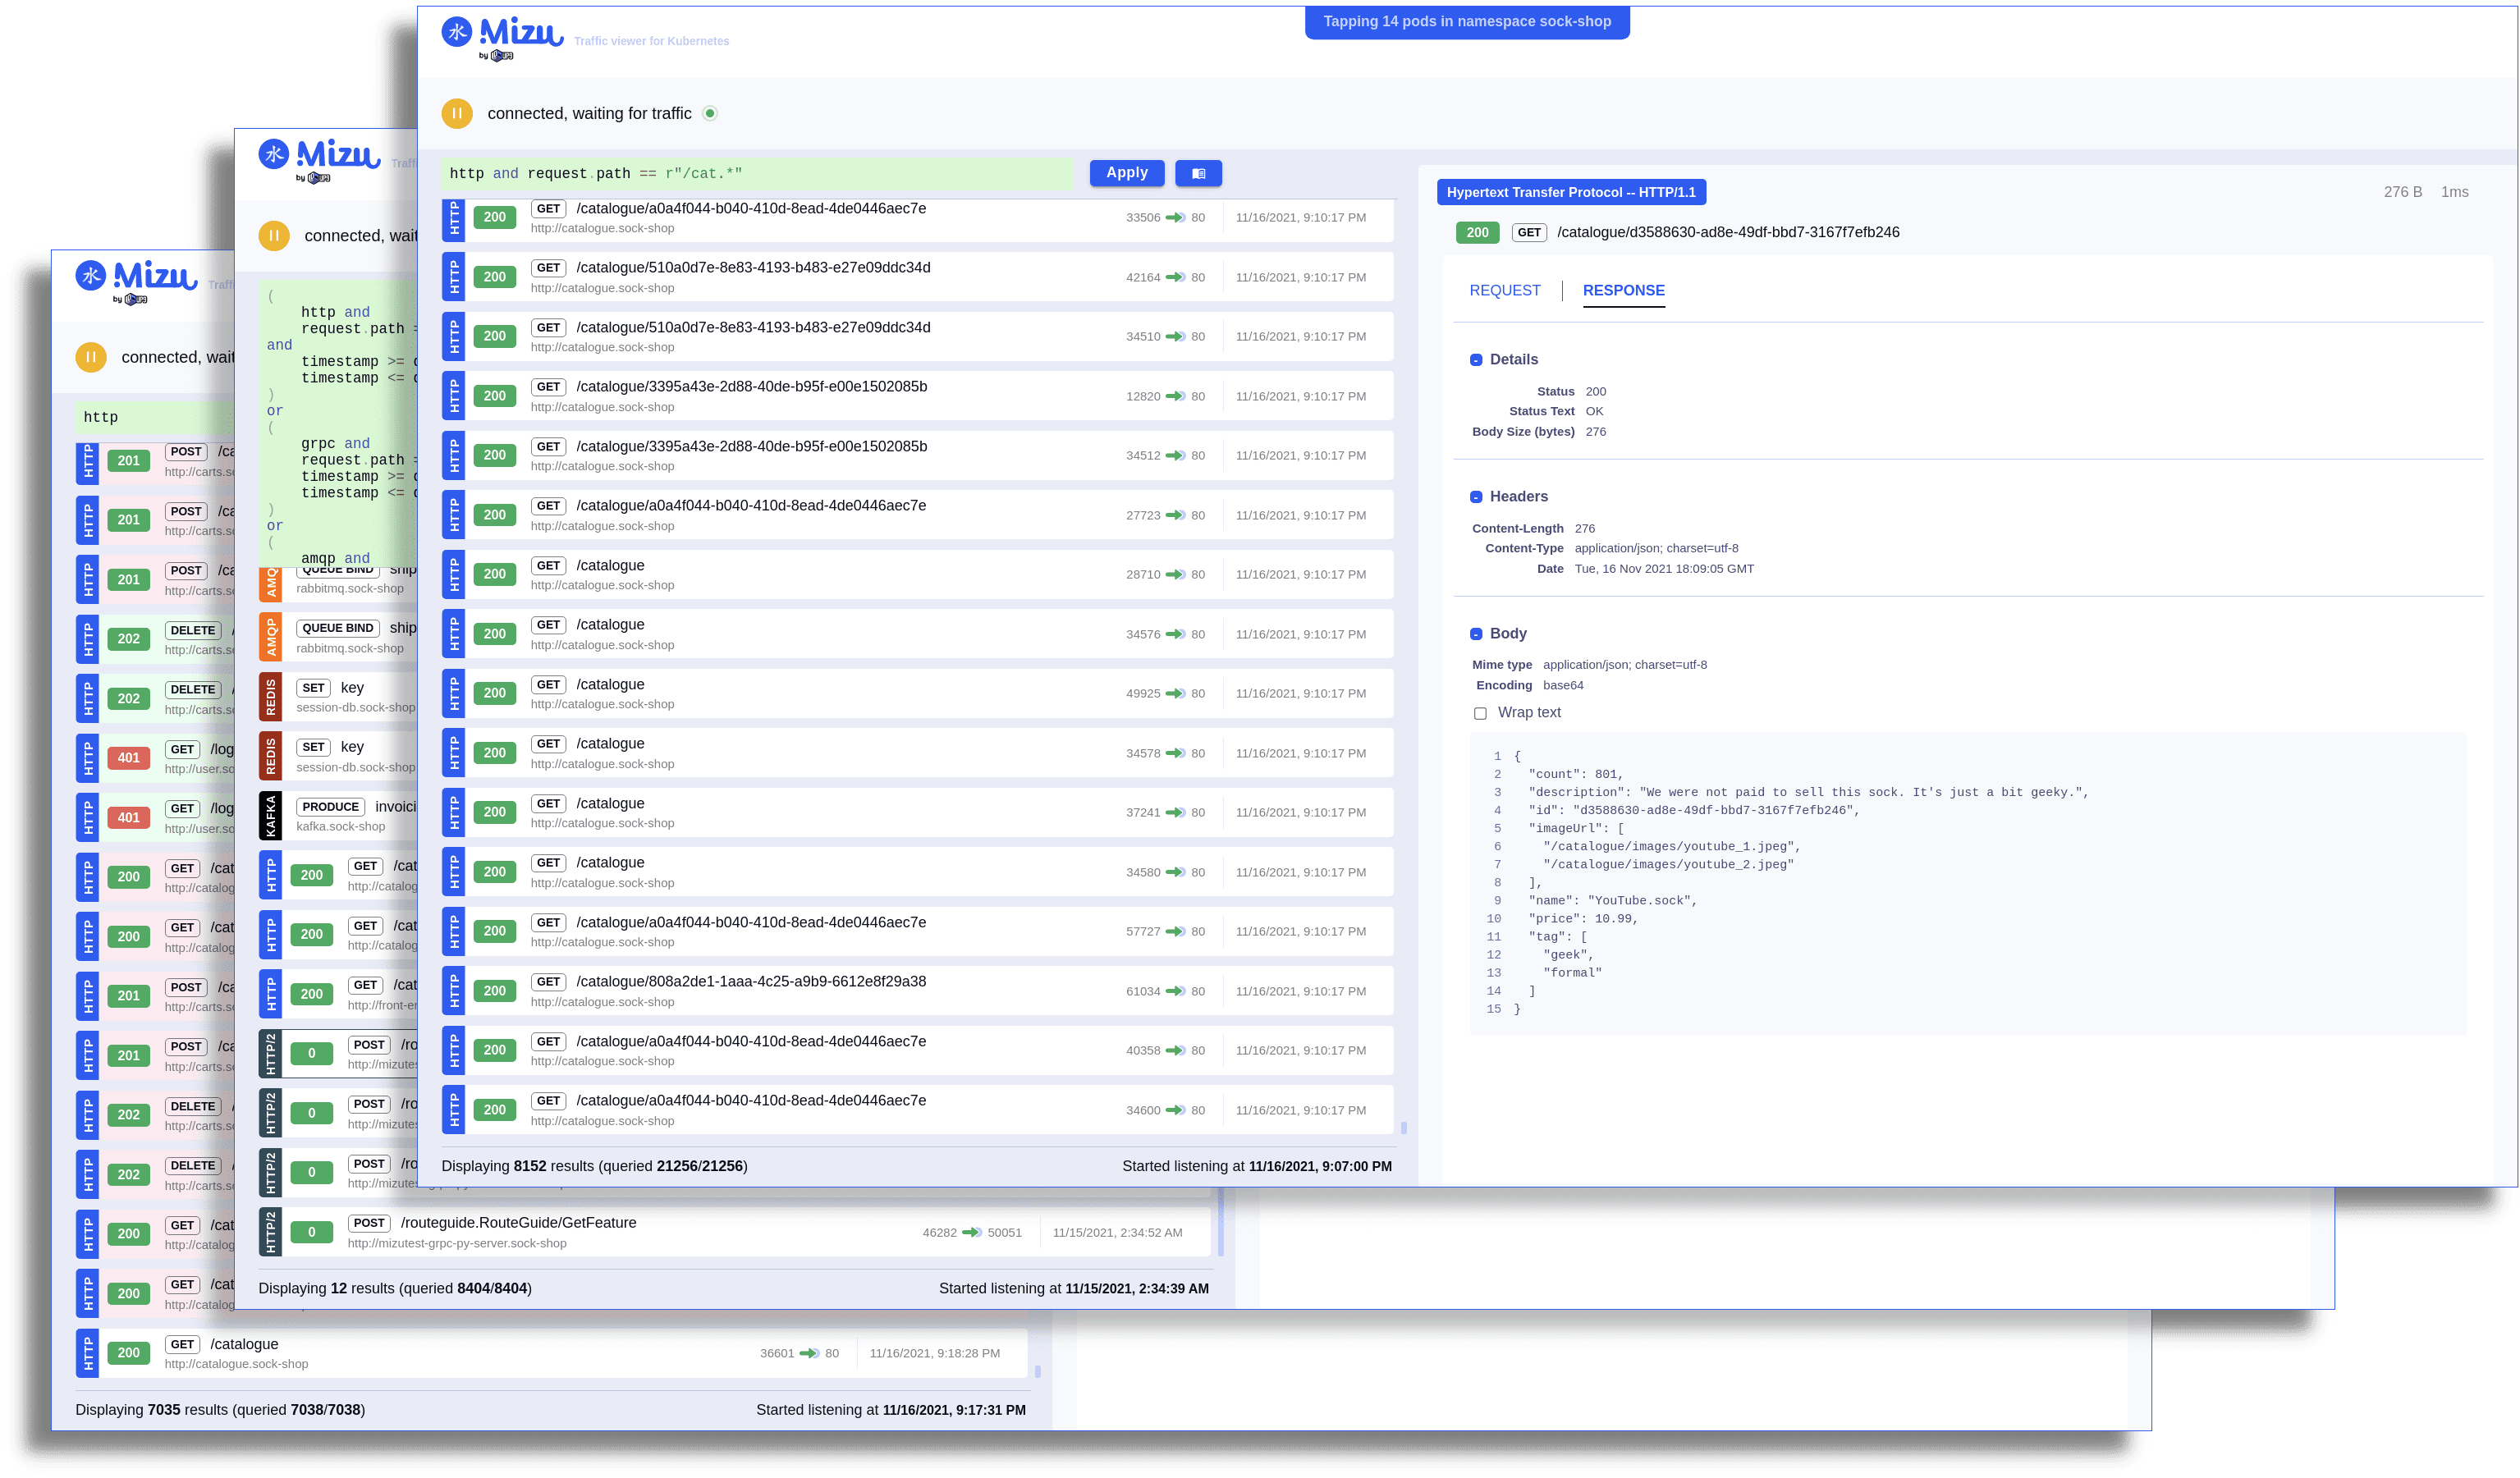 水 Mizu Traffic viewer for Kubernetes
by
Tapping 14 pods in namespace sock-shop
connected, waiting for traffic
http and request.path == r"/cat.*"
Apply
HTTP 200 GET /catalogue/a0a4f044-b040-410d-8ead-4de0446aec7e 33506 80 11/16/2021, 9:10:17 PM
http://catalogue.sock-shop
HTTP 200 GET /catalogue/510a0d7e-8e83-4193-b483-e27e09ddc34d 42164 80 11/16/2021, 9:10:17 PM
http://catalogue.sock-shop
HTTP 200 GET /catalogue/510a0d7e-8e83-4193-b483-e27e09ddc34d 34510 80 11/16/2021, 9:10:17 PM
http://catalogue.sock-shop
HTTP 200 GET /catalogue/3395a43e-2d88-40de-b95f-e00e1502085b 12820 80 11/16/2021, 9:10:17 PM
http://catalogue.sock-shop
HTTP 200 GET /catalogue/3395a43e-2d88-40de-b95f-e00e1502085b 34512 80 11/16/2021, 9:10:17 PM
http://catalogue.sock-shop
HTTP 200 GET /catalogue/a0a4f044-b040-410d-8ead-4de0446aec7e 27723 80 11/16/2021, 9:10:17 PM
http://catalogue.sock-shop
HTTP 200 GET /catalogue 28710 80 11/16/2021, 9:10:17 PM
http://catalogue.sock-shop
HTTP 200 GET /catalogue 34576 80 11/16/2021, 9:10:17 PM
http://catalogue.sock-shop
HTTP 200 GET /catalogue 49925 80 11/16/2021, 9:10:17 PM
http://catalogue.sock-shop
HTTP 200 GET /catalogue 34578 80 11/16/2021, 9:10:17 PM
http://catalogue.sock-shop
HTTP 200 GET /catalogue 37241 80 11/16/2021, 9:10:17 PM
http://catalogue.sock-shop
HTTP 200 GET /catalogue 34580 80 11/16/2021, 9:10:17 PM
http://catalogue.sock-shop
HTTP 200 GET /catalogue/a0a4f044-b040-410d-8ead-4de0446aec7e 57727 80 11/16/2021, 9:10:17 PM
http://catalogue.sock-shop
HTTP 200 GET /catalogue/808a2de1-1aaa-4c25-a9b9-6612e8f29a38 61034 80 11/16/2021, 9:10:17 PM
http://catalogue.sock-shop
HTTP 200 GET /catalogue/a0a4f044-b040-410d-8ead-4de0446aec7e 40358 80 11/16/2021, 9:10:17 PM
http://catalogue.sock-shop
HTTP 200 GET /catalogue/a0a4f044-b040-410d-8ead-4de0446aec7e 34600 80 11/16/2021, 9:10:17 PM
http://catalogue.sock-shop
Displaying 8152 results (queried 21256/21256) Started listening at 11/16/2021, 9:07:00 PM
Hypertext Transfer Protocol -- HTTP/1.1 276 B 1ms
200 GET /catalogue/d3588630-ad8e-49df-bbd7-3167f7efb246
REQUEST RESPONSE
- Details
Status 200
Status Text OK
Body Size (bytes) 276
- Headers
Content-Length 276
Content-Type application/json; charset=utf-8
Date Tue, 16 Nov 2021 18:09:05 GMT
- Body
Mime type application/json; charset=utf-8
Encoding base64
Wrap text
1 {
2 "count": 801,
3 "description": "We were not paid to sell this sock. It's just a bit geeky.",
4 "id": "d3588630-ad8e-49df-bbd7-3167f7efb246",
5 "imageUrl": [
6 "/catalogue/images/youtube_1.jpeg",
7 "/catalogue/images/youtube_2.jpeg"
8 ],
9 "name": "YouTube.sock",
10 "price": 10.99,
11 "tag": [
12 "geek",
13 "formal"
14 ]
15 }
水 Mizu Traff
by
connected, wait
(
http and
request.path =
and
timestamp >=
timestamp <=
)
or
(
grpc and
request.path =
timestamp >=
timestamp <=
)
or
(
amqp and
AMQ QUEUE BIND ship
rabbitmq.sock-shop
AMQP QUEUE BIND ship
rabbitmq.sock-shop
REDIS SET key
session-db.sock-shop
REDIS SET key
session-db.sock-shop
KAFKA PRODUCE invoici
kafka.sock-shop
HTTP 200 GET /cat
http://catalog
HTTP 200 GET /cat
http://catalog
HTTP 200 GET /cat
http://front-e
HTTP/2 0 POST /ro
http://mizutes
HTTP/2 0 POST /ro
http://mizutes
HTTP/2 0 POST /ro
http://mizutes
HTTP/2 0 POST /routeguide.RouteGuide/GetFeature 46282 50051 11/15/2021, 2:34:52 AM
http://mizutest-grpc-py-server.sock-shop
Displaying 12 results (queried 8404/8404) Started listening at 11/15/2021, 2:34:39 AM
水 Mizu Traffi
by
connected, wait
http
HTTP 201 POST /ca
http://carts.so
HTTP 201 POST /ca
http://carts.so
HTTP 201 POST /ca
http://carts.so
HTTP 202 DELETE /
http://carts.so
HTTP 202 DELETE /
http://carts.so
HTTP 401 GET /log
http://user.so
HTTP 401 GET /log
http://user.so
HTTP 200 GET /cat
http://catalog
HTTP 200 GET /cat
http://catalog
HTTP 201 POST /ca
http://carts.so
HTTP 201 POST /ca
http://carts.so
HTTP 202 DELETE /
http://carts.so
HTTP 202 DELETE /
http://carts.so
HTTP 200 GET /cat
http://catalog
HTTP 200 GET /cat
http://catalog
HTTP 200 GET /catalogue 36601 80 11/16/2021, 9:18:28 PM
http://catalogue.sock-shop
Displaying 7035 results (queried 7038/7038) Started listening at 11/16/2021, 9:17:31 PM